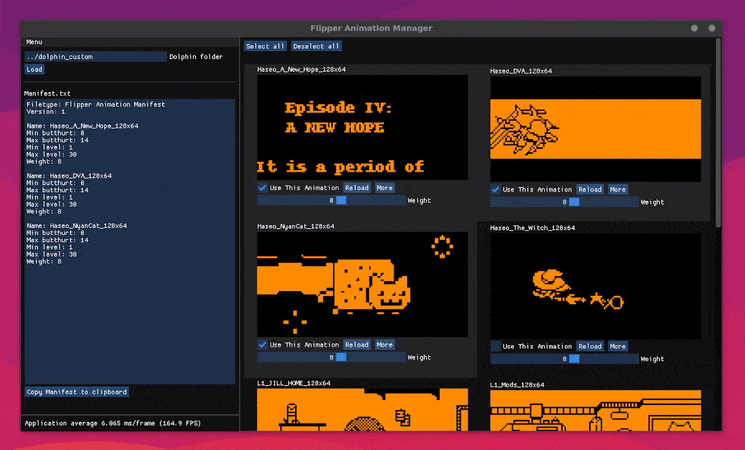 Flipper Animation Manager
Menu
../dolphin_custom Dolphin folder
Load
Manifest.txt
Filetype: Flipper Animation Manifest
Version: 1
Name: Haseo_A_New_Hope_128x64
Min butthurt: 0
Max butthurt: 14
Min level: 1
Max level: 30
Weight: 8
Name: Haseo_DVA_128x64
Min butthurt: 0
Max butthurt: 14
Min level: 1
Max level: 30
Weight: 8
Name: Haseo_NyanCat_128x64
Min butthurt: 0
Max butthurt: 14
Min level: 1
Max level: 30
Weight: 8
Copy Manifest to clipboard
Application average 6.065 ms/frame (164.9 FPS)
Select all Deselect all
Haseo_A_New_Hope_128x64
Episode IV:
A NEW HOPE
It is a period of
Use This Animation Reload More
8 Weight
Haseo_DVA_128x64
Use This Animation Reload More
8 Weight
Haseo_NyanCat_128x64
Use This Animation Reload More
8 Weight
Haseo_The_Witch_128x64
Use This Animation Reload More
8 Weight
L1_JILL_HOME_128x64
L1_Mods_128x64